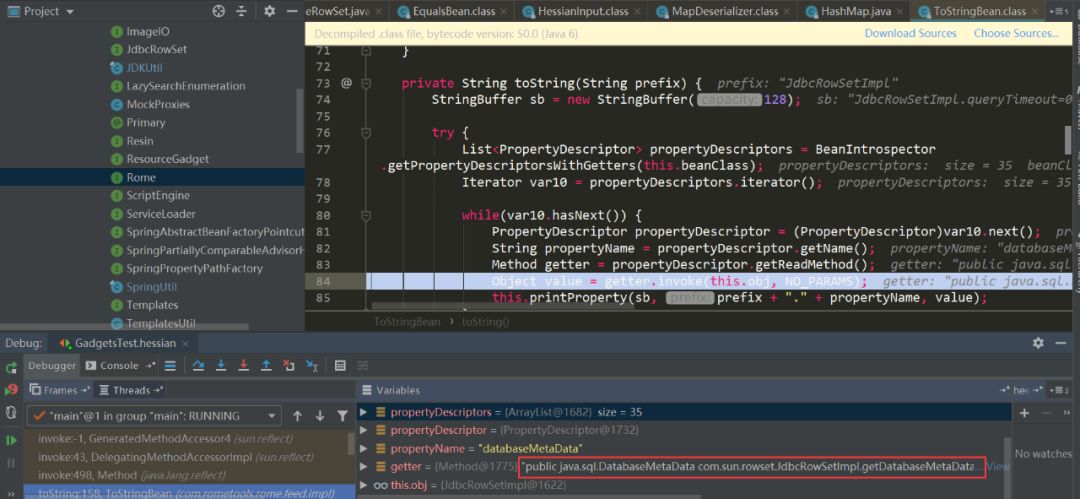 Project
eRowSet.java
EqualsBean.class
HessianInput.class
MapDeserializer.class
HashMap.java
ToStringBean.class
Decompiled .class file, bytecode version: 50.0 (Java 6)
Download Sources
Choose Sources...
ImageIO
JdbcRowSet
JDKUtil
LazySearchEnumeration
MockProxies
Primary
Resin
ResourceGadget
Rome
ScriptEngine
ServiceLoader
SpringAbstractBeanFactoryPointcut
SpringPartiallyComparableAdvisorH
SpringPropertyPathFactory
SpringUtil
Templates
TemplatesUtil
71 }
72
73 @ private String toString(String prefix) { prefix: "JdbcRowSetImpl"
74 StringBuffer sb = new StringBuffer( capacity: 128); sb: "JdbcRowSetImpl.queryTimeout=0
75
76 try {
77 List<PropertyDescriptor> propertyDescriptors = BeanIntrospector
.getPropertyDescriptorsWithGetters(this.beanClass); propertyDescriptors: size = 35 beanCl
78 Iterator var10 = propertyDescriptors.iterator(); propertyDescriptors: size = 35
79
80 while(var10.hasNext()) {
81 PropertyDescriptor propertyDescriptor = (PropertyDescriptor)var10.next(); pr
82 String propertyName = propertyDescriptor.getName(); propertyName: "databaseM
83 Method getter = propertyDescriptor.getReadMethod(); getter: "public java.sql.
84 Object value = getter.invoke(this.obj, NO_PARAMS); getter: "public java.sql.
85 this.printProperty(sb, prefix: prefix + "." + propertyName, value);
ToStringBean › toString()
Debug: GadgetsTest.hessian
Debugger Console
Frames Threads
Variables
hes
"main"@1 in group "main": RUNNING
invoke:-1, GeneratedMethodAccessor4 (sun.reflect)
invoke:43, DelegatingMethodAccessorImpl (sun.reflect)
invoke:498, Method (java.lang.reflect)
toString:158, ToStringBean (com.rometools.rome.feed.impl)
propertyDescriptors = {ArrayList@1682} size = 35
propertyDescriptor = {PropertyDescriptor@1732}
propertyName = "databaseMetaData"
getter = {Method@1775} "public java.sql.DatabaseMetaData com.sun.rowset.JdbcRowSetImpl.getDatabaseMetaData... View
this.obj = {JdbcRowSetImpl@1622}
No watches